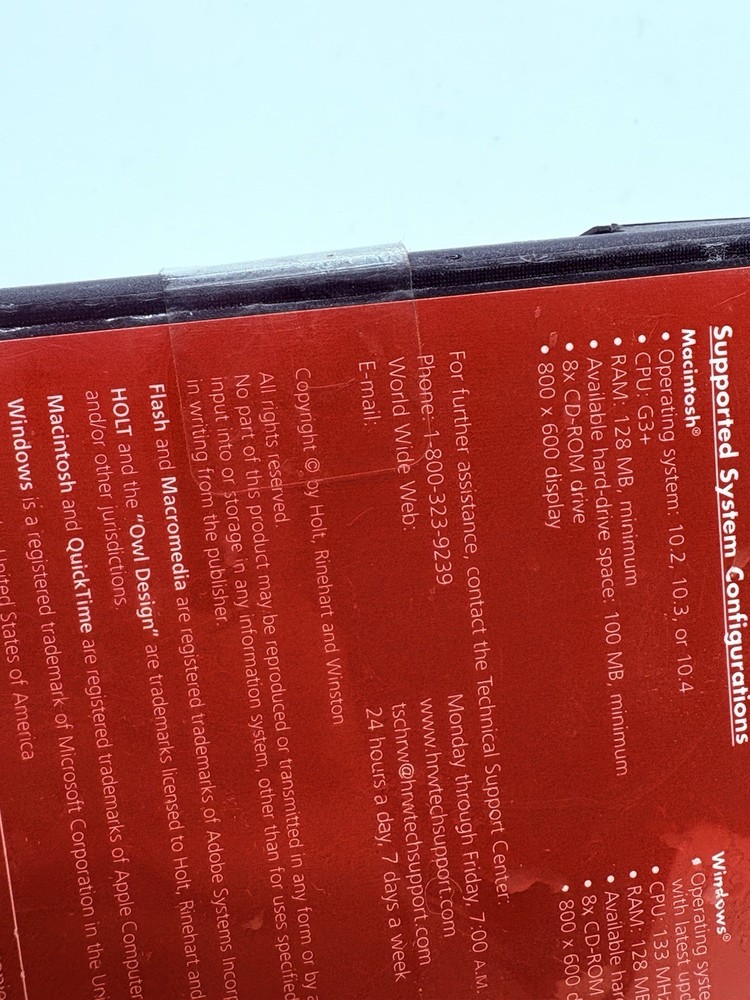 Supported System Configurations
Macintosh®
• Operating system: 10.2, 10.3, or 10.4
• CPU: G3+
• RAM: 128 MB, minimum
• Available hard-drive space: 100 MB, minimum
• 8x CD-ROM drive
• 800 x 600 display
Windows®
• Operating
with latest
• CPU: 133
• RAM: 128
• Available
• 8x CD-ROM
• 800 x 600
For further assistance, contact the Technical Support Center:
Phone: 1-800-323-9239 Monday through Friday, 7:00 A.M.
World Wide Web: www.hrwtechsupport.com
E-mail: tschrw@hrwtechsupport.com
24 hours a day, 7 days a week
Copyright © by Holt, Rinehart and Winston
All rights reserved.
No part of this product may be reproduced or transmitted in any form or by
input into or storage in any information system, other than for uses specified
in writing from the publisher.
Flash and Macromedia are registered trademarks of Adobe Systems
HOLT and the "Owl Design" are trademarks licensed to Holt, Rinehart and
and/or other jurisdictions.
Macintosh and QuickTime are registered trademarks of Apple Computer
Windows is a registered trademark of Microsoft Corporation in the
United States of America